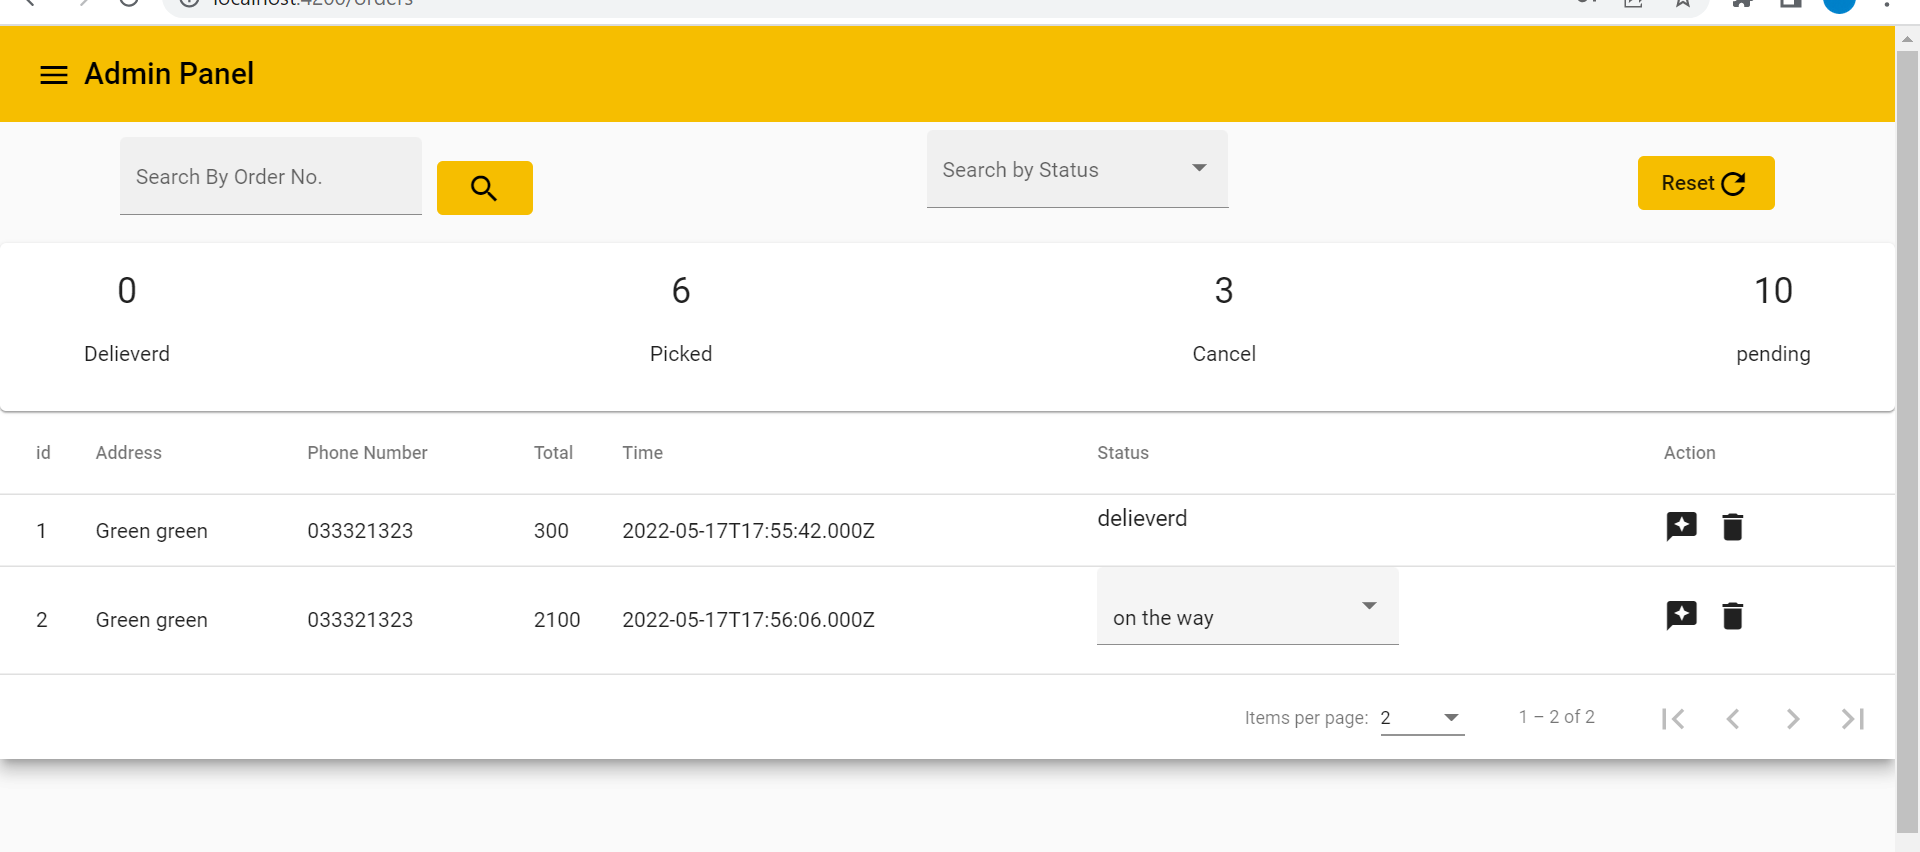 localhost:4200/orders
Admin Panel
Search By Order No.
Search by Status
Reset
0 6 3 10
Delieverd Picked Cancel pending
id Address Phone Number Total Time Status Action
1 Green green 033321323 300 2022-05-17T17:55:42.000Z delieverd
2 Green green 033321323 2100 2022-05-17T17:56:06.000Z on the way
Items per page: 2 1 – 2 of 2